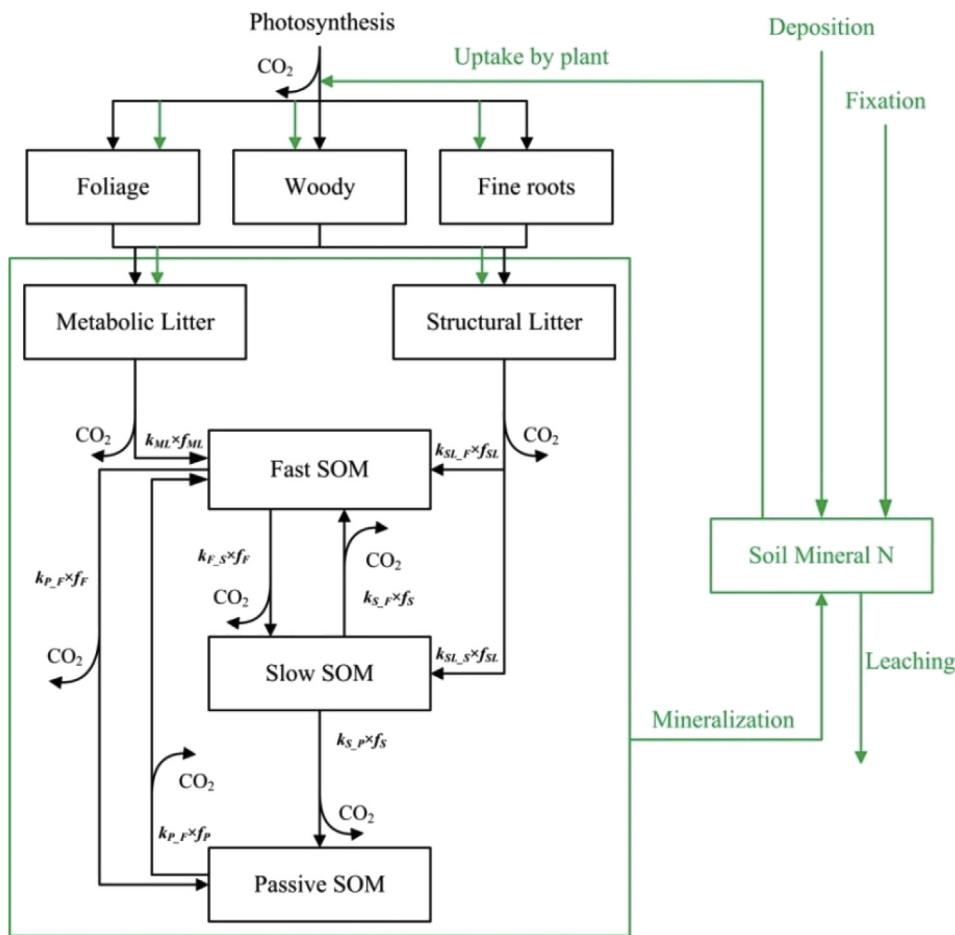 Photosynthesis
Deposition
CO2
Uptake by plant
Fixation
Foliage
Woody
Fine roots
Metabolic Litter
Structural Litter
CO2
kML×fML
kSL_F×fSL
CO2
Fast SOM
kP_F×fF
kF_S×fF
CO2
Soil Mineral N
CO2
kS_F×fS
CO2
Slow SOM
kSL_S×fSL
Leaching
Mineralization
kS_P×fS
CO2
CO2
kP_F×fP
Passive SOM